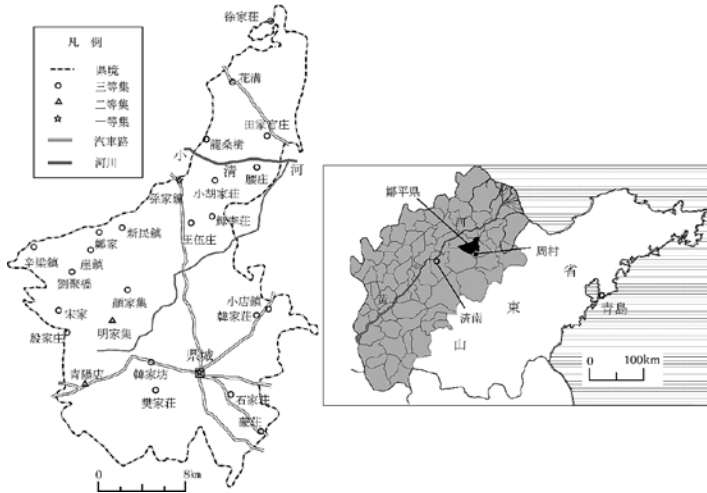 凡 例
県境
三等集
二等集
一等集
汽車路
河川
徐家荘
花溝
田家官庄
龍桑樹
小 清 河
腰庄
孫家鎮
小胡家荘
輝李荘
王伍庄
鄭家
新民鎮
辛梁鎮
崖鎮
劉聚橋
顔家集
宋家
明家集
殷家庄
小店鎮
韓家荘
県城
青陽店
韓家坊
樊家荘
石家荘
0 8km
鄒平県
河
周村
黄
済南
省
東
山
青島
0 100km